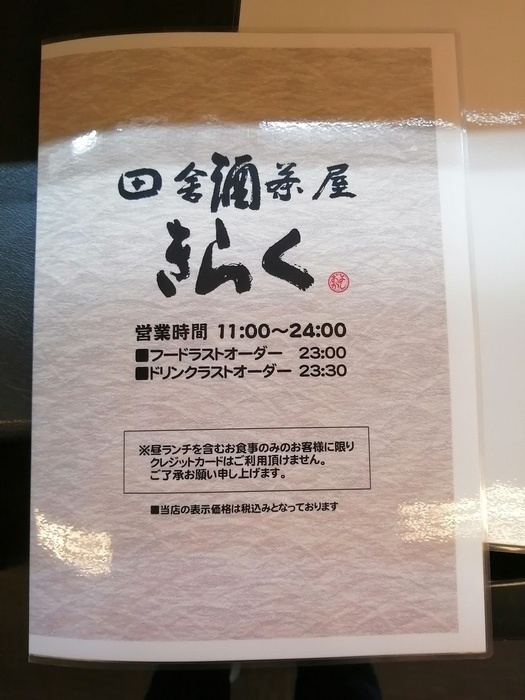 田舎酒茶屋
きらく
営業時間 11:00〜24:00
■フードラストオーダー 23:00
■ドリンクラストオーダー 23:30
※昼ランチを含むお食事のみのお客様に限り
クレジットカードはご利用頂けません。
ご了承お願い申し上げます。
■当店の表示価格は税込みとなっております